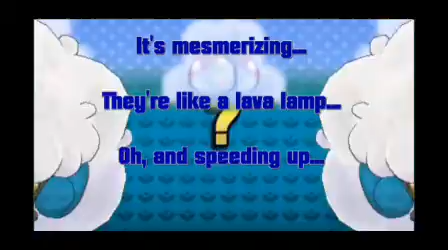 It's mesmerizing...
They're like a lava lamp...
?
Oh, and speeding up...